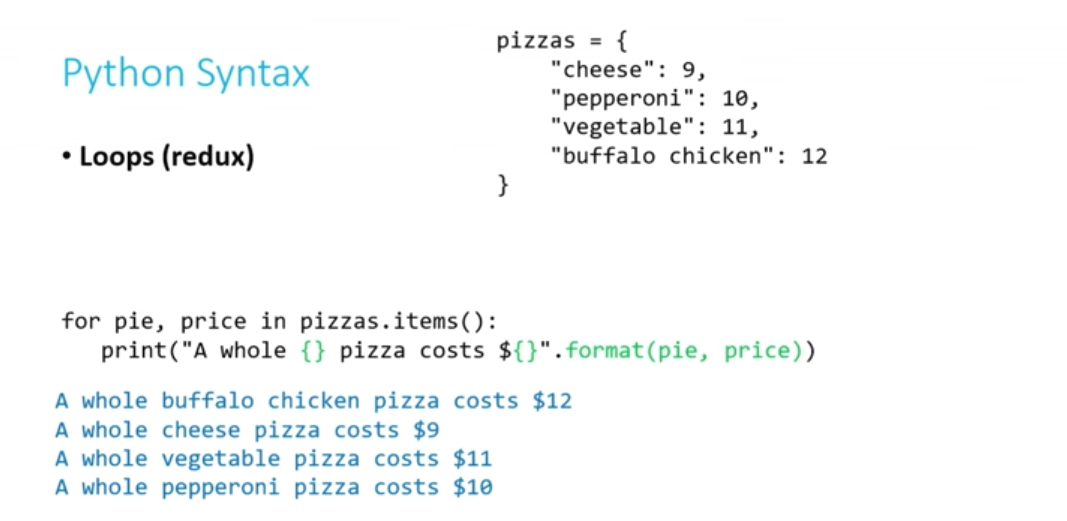 Python Syntax
• Loops (redux)
pizzas = {
    "cheese": 9,
    "pepperoni": 10,
    "vegetable": 11,
    "buffalo chicken": 12
}
for pie, price in pizzas.items():
   print("A whole {} pizza costs ${}".format(pie, price))
A whole buffalo chicken pizza costs $12
A whole cheese pizza costs $9
A whole vegetable pizza costs $11
A whole pepperoni pizza costs $10